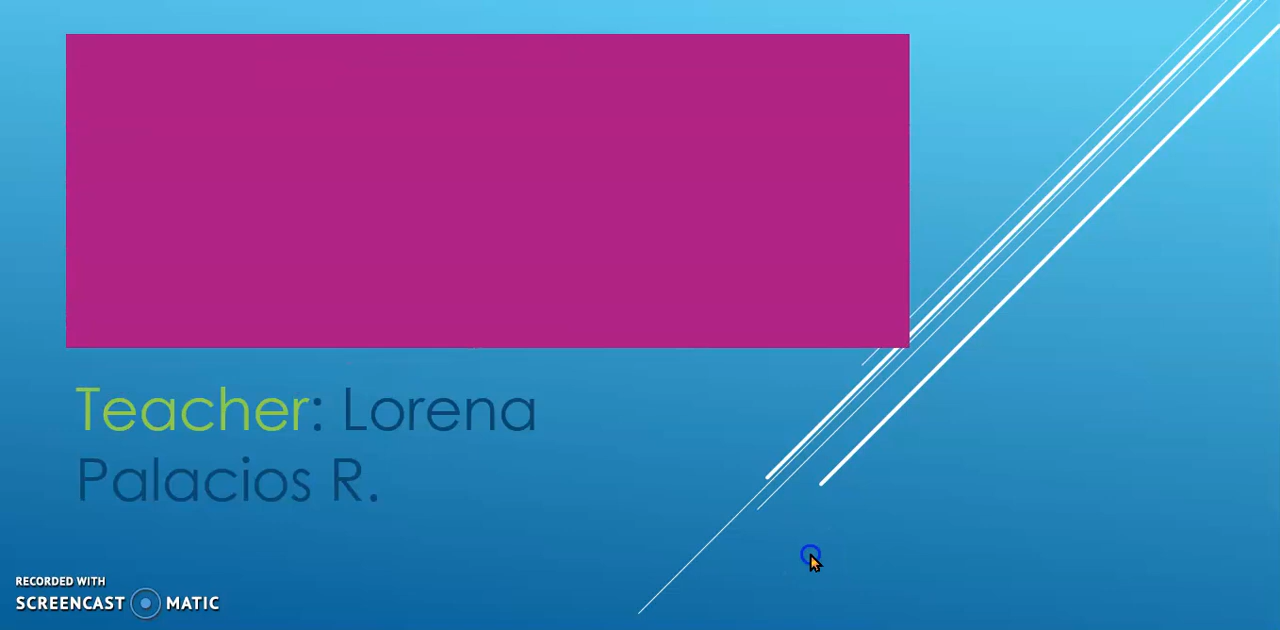 Teacher: Lorena
Palacios R.
RECORDED WITH
SCREENCAST MATIC